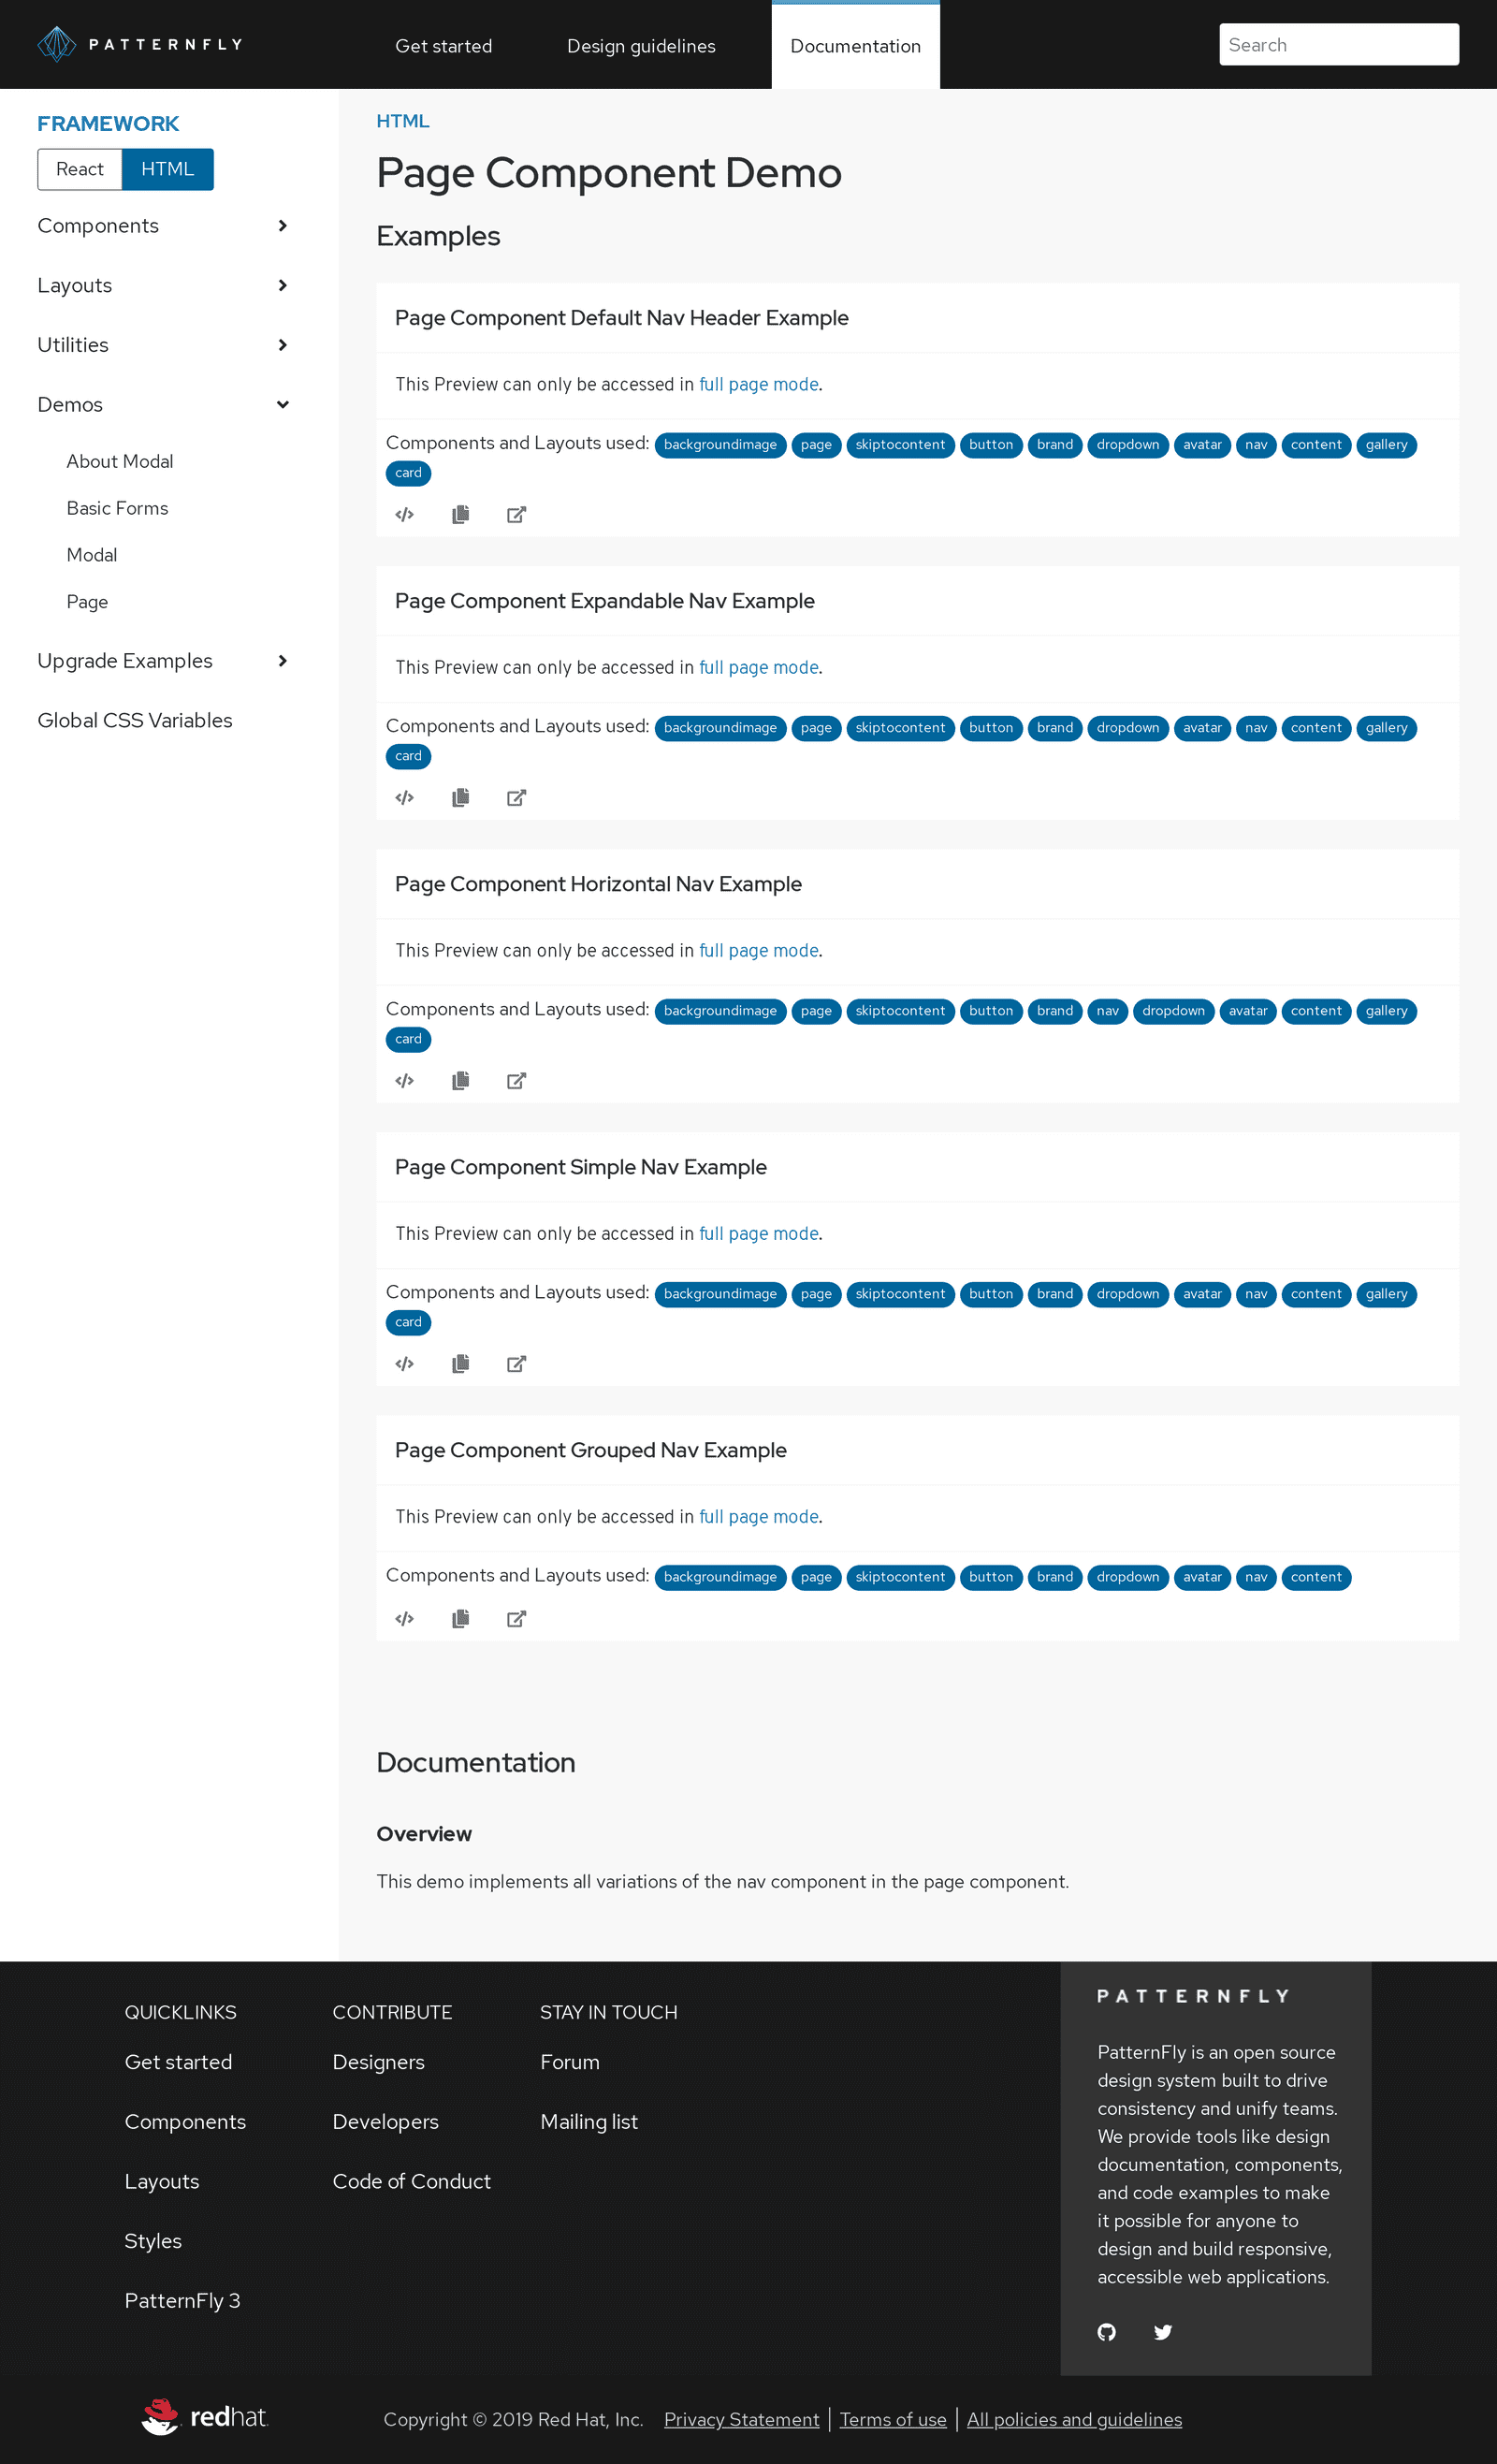 PATTERNFLY
Get started
Design guidelines
Documentation
Search
FRAMEWORK
React
HTML
Components
Layouts
Utilities
Demos
About Modal
Basic Forms
Modal
Page
Upgrade Examples
Global CSS Variables
HTML
Page Component Demo
Examples
Page Component Default Nav Header Example
This Preview can only be accessed in full page mode.
Components and Layouts used: backgroundimage page skiptocontent button brand dropdown avatar nav content gallery
card
Page Component Expandable Nav Example
This Preview can only be accessed in full page mode.
Components and Layouts used: backgroundimage page skiptocontent button brand dropdown avatar nav content gallery
card
Page Component Horizontal Nav Example
This Preview can only be accessed in full page mode.
Components and Layouts used: backgroundimage page skiptocontent button brand nav dropdown avatar content gallery
card
Page Component Simple Nav Example
This Preview can only be accessed in full page mode.
Components and Layouts used: backgroundimage page skiptocontent button brand dropdown avatar nav content gallery
card
Page Component Grouped Nav Example
This Preview can only be accessed in full page mode.
Components and Layouts used: backgroundimage page skiptocontent button brand dropdown avatar nav content
Documentation
Overview
This demo implements all variations of the nav component in the page component.
QUICKLINKS
Get started
Components
Layouts
Styles
PatternFly 3
CONTRIBUTE
Designers
Developers
Code of Conduct
STAY IN TOUCH
Forum
Mailing list
PATTERNFLY
PatternFly is an open source
design system built to drive
consistency and unify teams.
We provide tools like design
documentation, components,
and code examples to make
it possible for anyone to
design and build responsive,
accessible web applications.
redhat.
Copyright © 2019 Red Hat, Inc.
Privacy Statement
Terms of use
All policies and guidelines